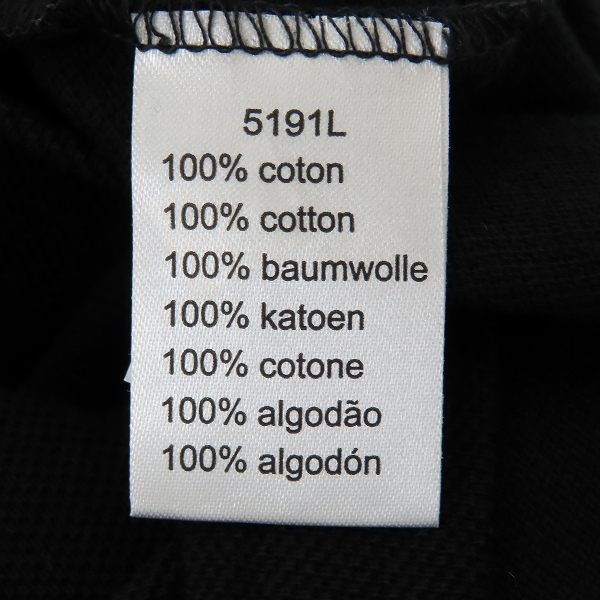 5191L
100% coton
100% cotton
100% baumwolle
100% katoen
100% cotone
100% algodão
100% algodón